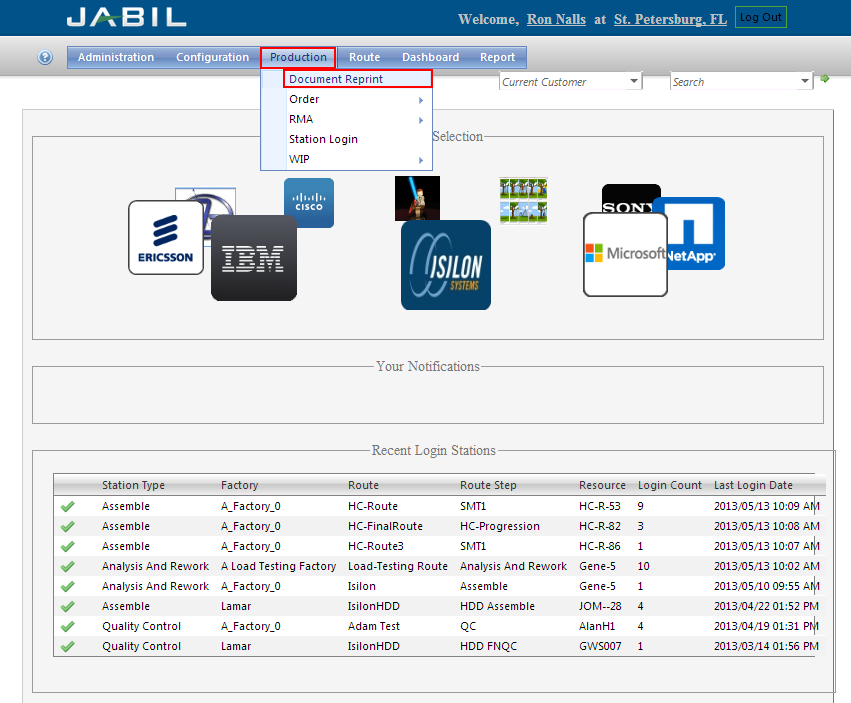 JABIL
Welcome, Ron Nalls at St. Petersburg, FL Log Out
? Administration Configuration Production Route Dashboard Report
Document Reprint
Order
RMA
Station Login
WIP
Current Customer Search
Selection
ERICSSON
IBM
CISCO
ISILON
SYSTEMS
SONY
Microsoft
NetApp
Your Notifications
Recent Login Stations
Station Type Factory Route Route Step Resource Login Count Last Login Date
Assemble A_Factory_0 HC-Route SMT1 HC-R-53 9 2013/05/13 10:09 AM
Assemble A_Factory_0 HC-FinalRoute HC-Progression HC-R-82 3 2013/05/13 10:08 AM
Assemble A_Factory_0 HC-Route3 SMT1 HC-R-86 1 2013/05/13 10:07 AM
Analysis And Rework A Load Testing Factory Load-Testing Route Analysis And Rework Gene-5 10 2013/05/13 10:02 AM
Analysis And Rework A_Factory_0 Isilon Assemble Gene-5 1 2013/05/10 09:55 AM
Assemble Lamar IsilonHDD HDD Assemble JOM--28 4 2013/04/22 01:52 PM
Quality Control A_Factory_0 Adam Test QC AlanH1 4 2013/04/19 01:31 PM
Quality Control Lamar IsilonHDD HDD FNQC GWS007 1 2013/03/14 01:56 PM